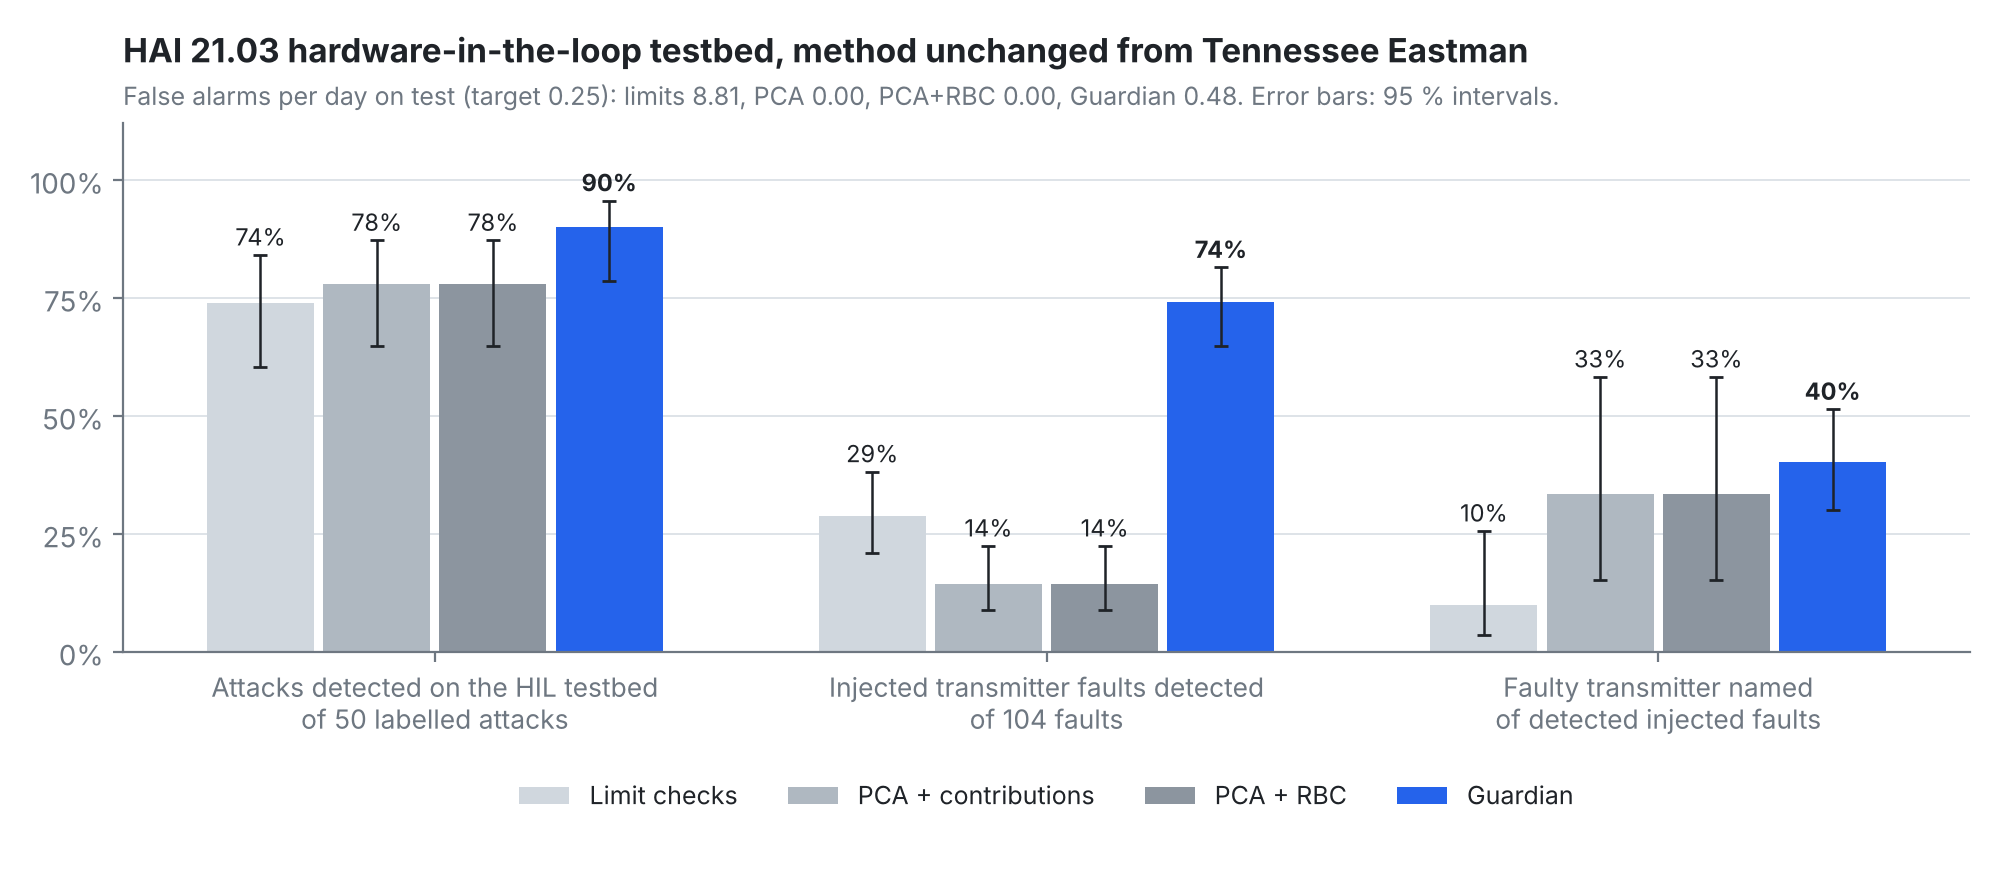 HAI 21.03 hardware-in-the-loop testbed, method unchanged from Tennessee Eastman
False alarms per day on test (target 0.25): limits 8.81, PCA 0.00, PCA+RBC 0.00, Guardian 0.48. Error bars: 95 % intervals.
100%
75%
50%
25%
0%
74%
78%
78%
90%
29%
14%
14%
74%
10%
33%
33%
40%
Attacks detected on the HIL testbed
of 50 labelled attacks
Injected transmitter faults detected
of 104 faults
Faulty transmitter named
of detected injected faults
Limit checks
PCA + contributions
PCA + RBC
Guardian